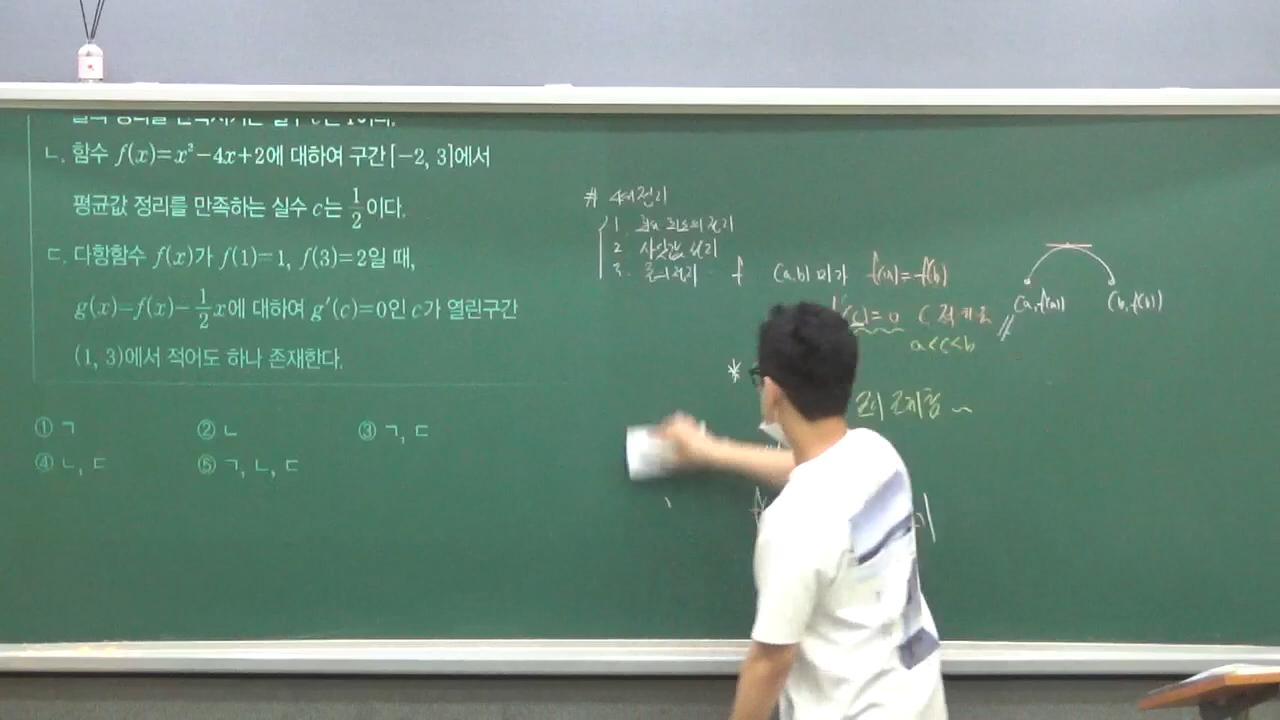 ㄴ. 함수 f(x)=x²-4x+2에 대하여 구간 [-2, 3]에서
평균값 정리를 만족하는 실수 c는 1/2이다.
ㄷ. 다항함수 f(x)가 f(1)=1, f(3)=2일 때,
g(x)=f(x)-1/2x에 대하여 g′(c)=0인 c가 열린구간
(1, 3)에서 적어도 하나 존재한다.
① ㄱ ② ㄴ ③ ㄱ, ㄷ
④ ㄴ, ㄷ ⑤ ㄱ, ㄴ, ㄷ
# 4대 정리
1. 최대 최소의 정리
2. 사잇값 정리
3. 롤의 정리 f (a,b) 미가 f(a)=f(b)
(c)=0 C
a<c<b
(a, f(a)) (b, f(b))
*